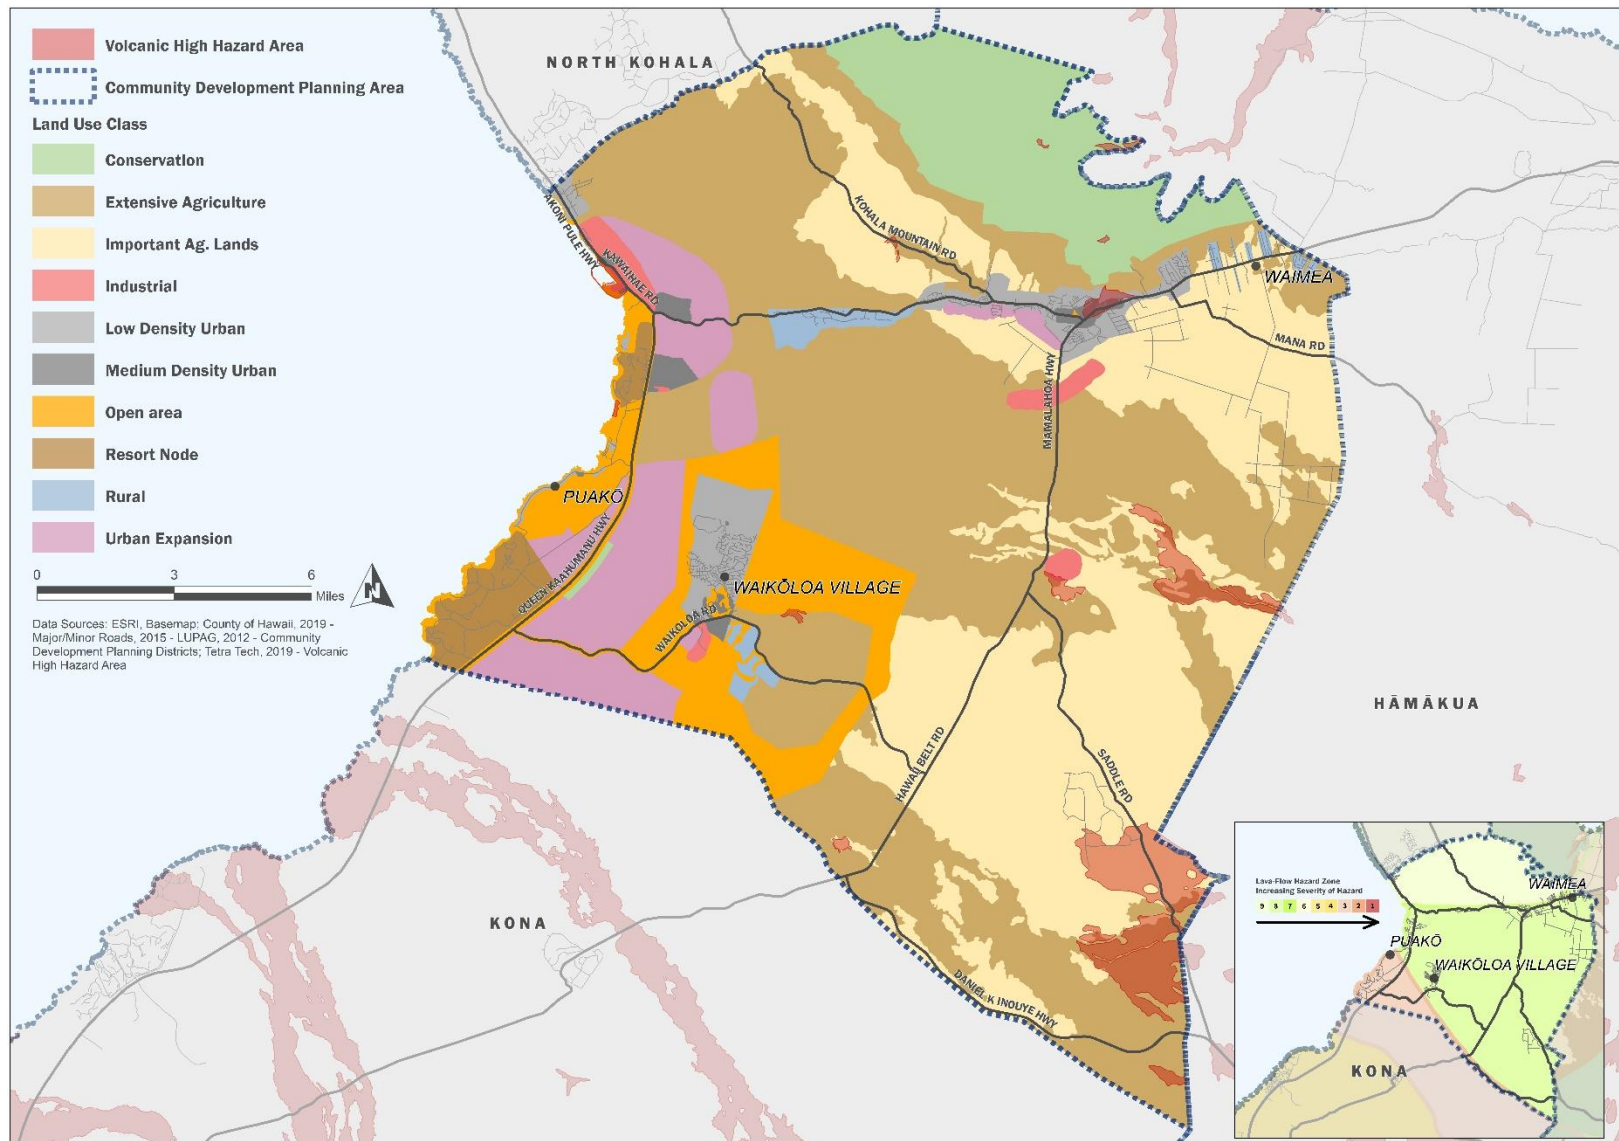 Volcanic High Hazard Area
Community Development Planning Area
Land Use Class
Conservation
Extensive Agriculture
Important Ag. Lands
Industrial
Low Density Urban
Medium Density Urban
Open area
Resort Node
Rural
Urban Expansion
0 3 6
Miles
N
Data Sources: ESRI, Basemap; County of Hawaii, 2019 -
Major/Minor Roads, 2015 - LUPAG, 2012 - Community
Development Planning Districts; Tetra Tech, 2019 - Volcanic
High Hazard Area
NORTH KOHALA
AKONI PULE HWY
KAWAIHAE RD
KOHALA MOUNTAIN RD
WAIMEA
MANA RD
MAMALAHOA HWY
PUAKŌ
QUEEN KAAHUMANU HWY
WAIKŌLOA VILLAGE
WAIKOLOA RD
HAWAII BELT RD
SADDLE RD
HĀMĀKUA
KONA
DANIEL K INOUYE HWY
Lava-Flow Hazard Zone
Increasing Severity of Hazard
9 8 7 6 5 4 3 2 1
WAIMEA
PUAKŌ
WAIKŌLOA VILLAGE
KONA